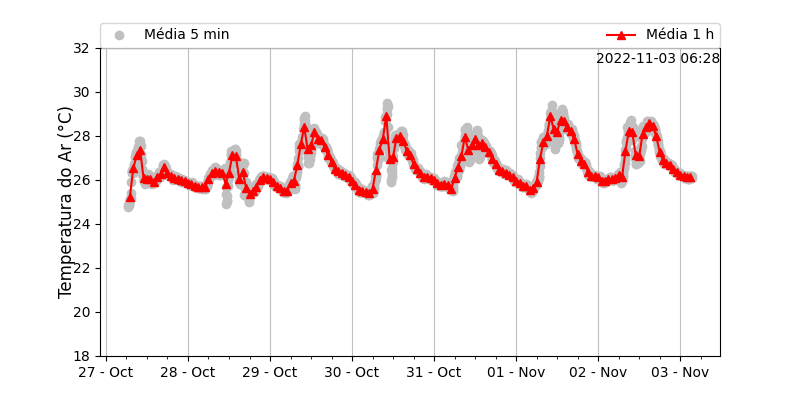 Média 5 min
Média 1 h
2022-11-03 06:28
Temperatura do Ar (°C)
32
30
28
26
24
22
20
18
27 - Oct
28 - Oct
29 - Oct
30 - Oct
31 - Oct
01 - Nov
02 - Nov
03 - Nov